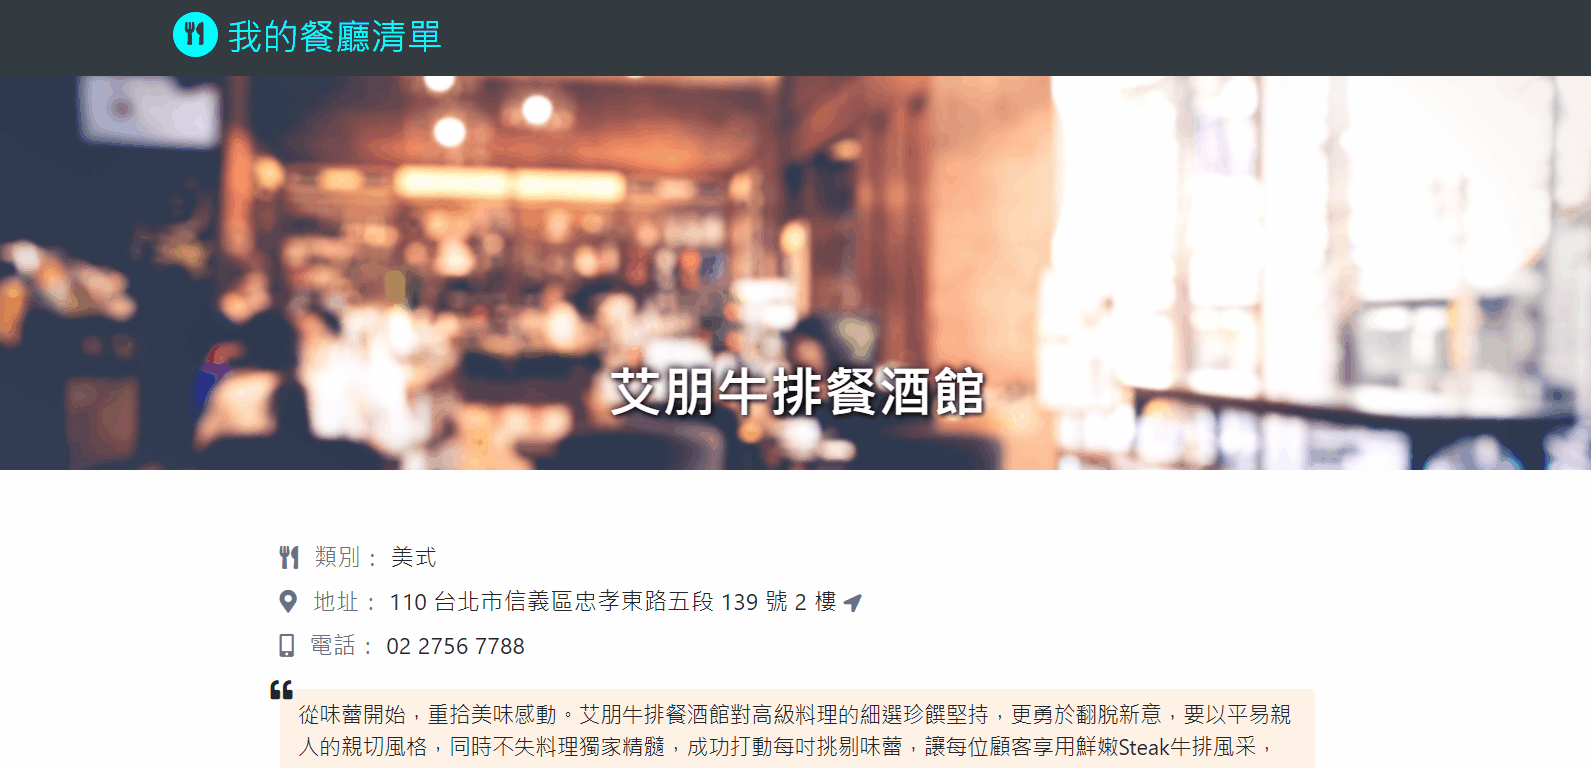 我的餐廳清單
艾朋牛排餐酒館
類別： 美式
地址： 110 台北市信義區忠孝東路五段 139 號 2 樓
電話： 02 2756 7788
從味蕾開始，重拾美味感動。艾朋牛排餐酒館對高級料理的細選珍饌堅持，更勇於翻脫新意，要以平易親
人的親切風格，同時不失料理獨家精髓，成功打動每吋挑剔味蕾，讓每位顧客享用鮮嫩Steak牛排風采，